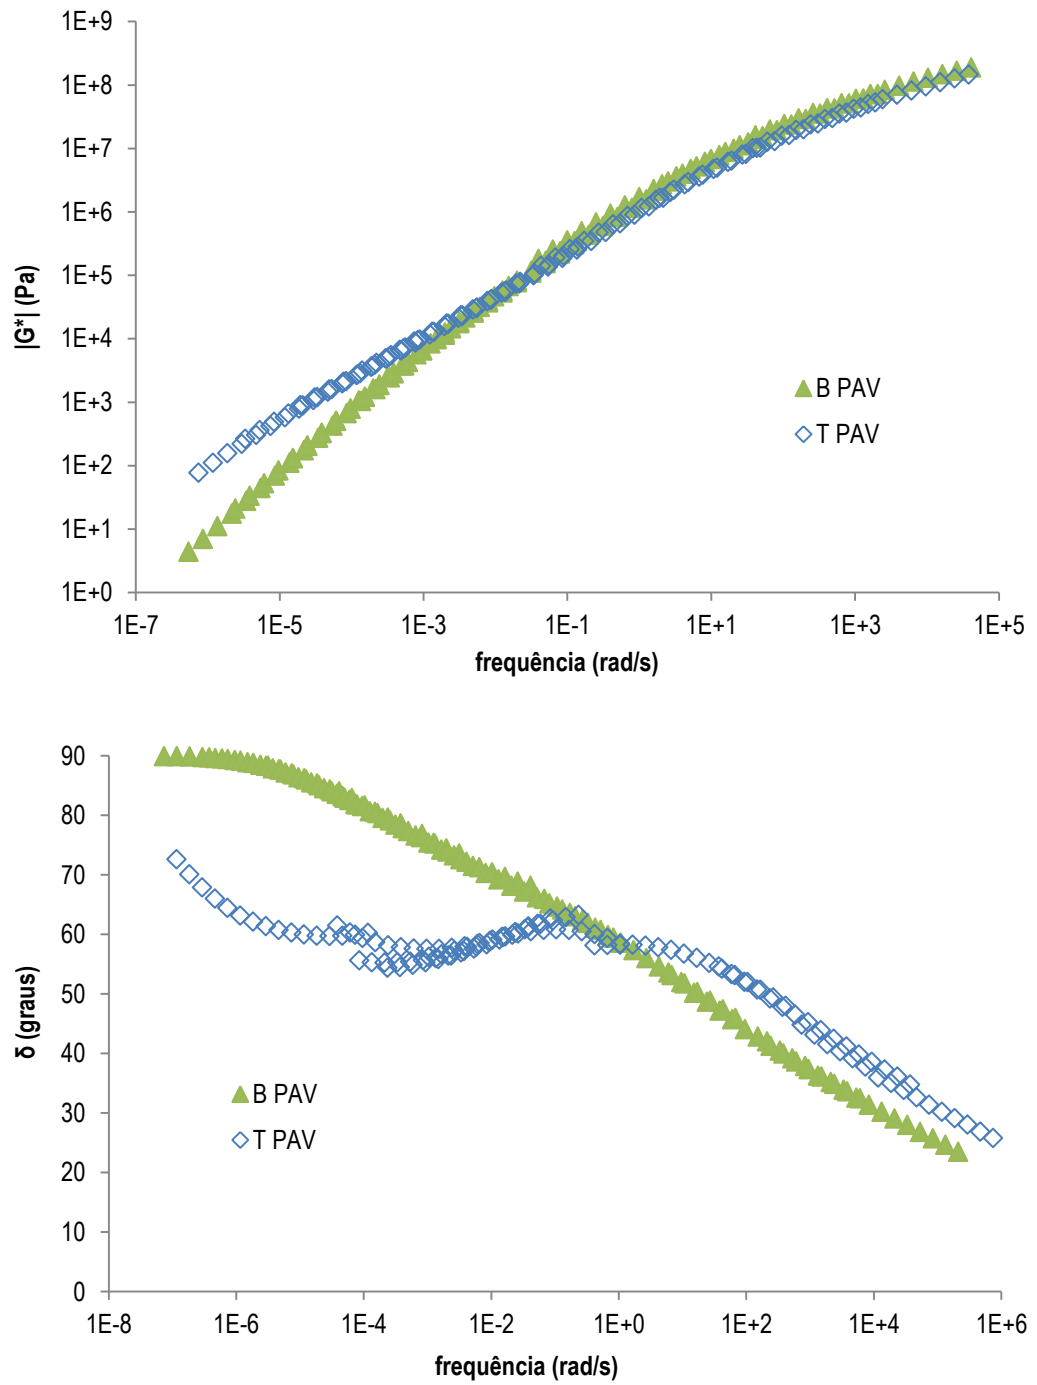 1E+9
1E+8
1E+7
1E+6
1E+5
1E+4
1E+3
1E+2
1E+1
1E+0
|G*| (Pa)
B PAV
T PAV
1E-7 1E-5 1E-3 1E-1 1E+1 1E+3 1E+5
frequência (rad/s)
90
80
70
60
50
40
30
20
10
0
δ (graus)
B PAV
T PAV
1E-8 1E-6 1E-4 1E-2 1E+0 1E+2 1E+4 1E+6
frequência (rad/s)